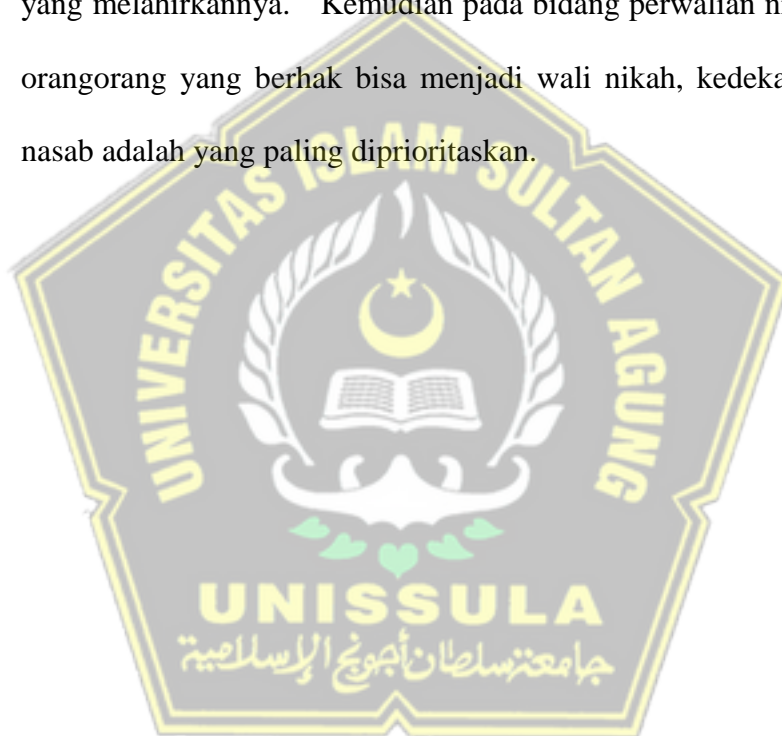 yang melahirkannya. Kemudian pada bidang perwalian
orangorang yang berhak bisa menjadi wali nikah,
nasab adalah yang paling diprioritaskan.
UNIVERSITAS ISLAM SULTAN AGUNG
UNISSULA
جامعة سلطان أجونج الإسلامية